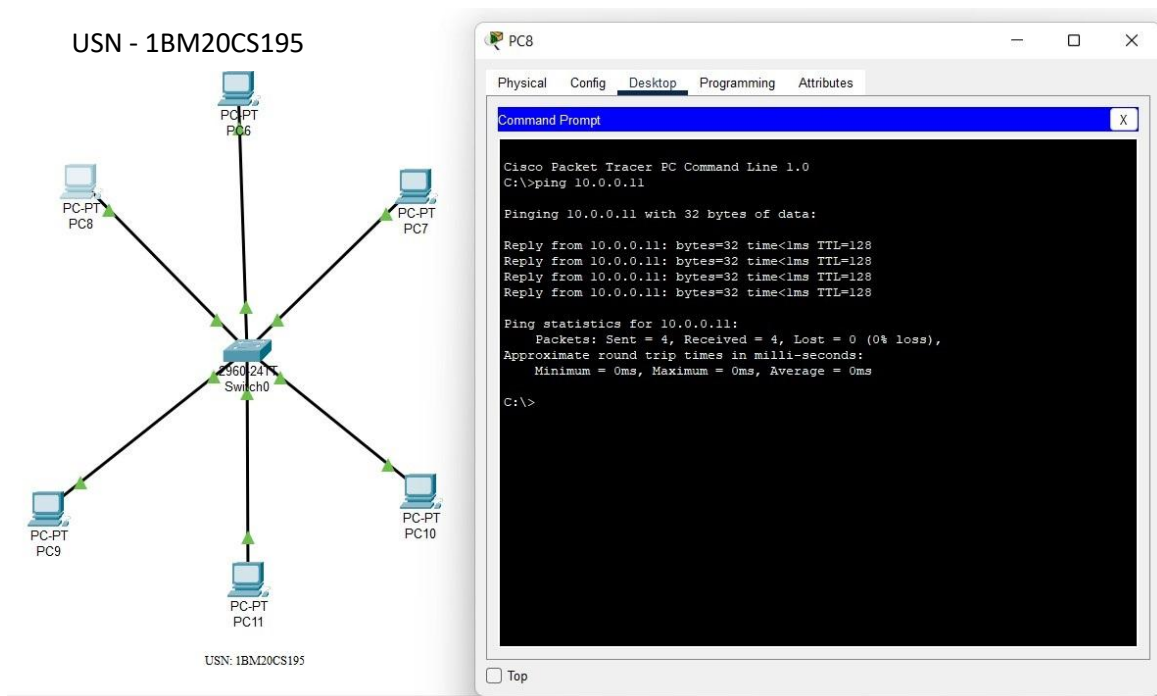 USN - 1BM20CS195
PC-PT
PC6
PC-PT
PC8
PC-PT
PC7
2960-24TT
Switch0
PC-PT
PC9
PC-PT
PC10
PC-PT
PC11
USN: 1BM20CS195
PC8
Physical Config Desktop Programming Attributes
Command Prompt X
Cisco Packet Tracer PC Command Line 1.0
C:\>ping 10.0.0.11
Pinging 10.0.0.11 with 32 bytes of data:
Reply from 10.0.0.11: bytes=32 time<1ms TTL=128
Reply from 10.0.0.11: bytes=32 time<1ms TTL=128
Reply from 10.0.0.11: bytes=32 time<1ms TTL=128
Reply from 10.0.0.11: bytes=32 time<1ms TTL=128
Ping statistics for 10.0.0.11:
Packets: Sent = 4, Received = 4, Lost = 0 (0% loss),
Approximate round trip times in milli-seconds:
Minimum = 0ms, Maximum = 0ms, Average = 0ms
C:\>
Top